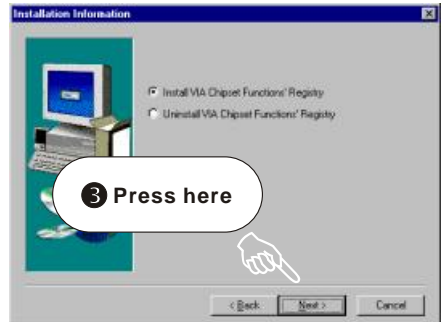 Installation Information
Install VIA Chipset Functions' Registry
Uninstall VIA Chipset Functions' Registry
❸ Press here
< Back
Next >
Cancel